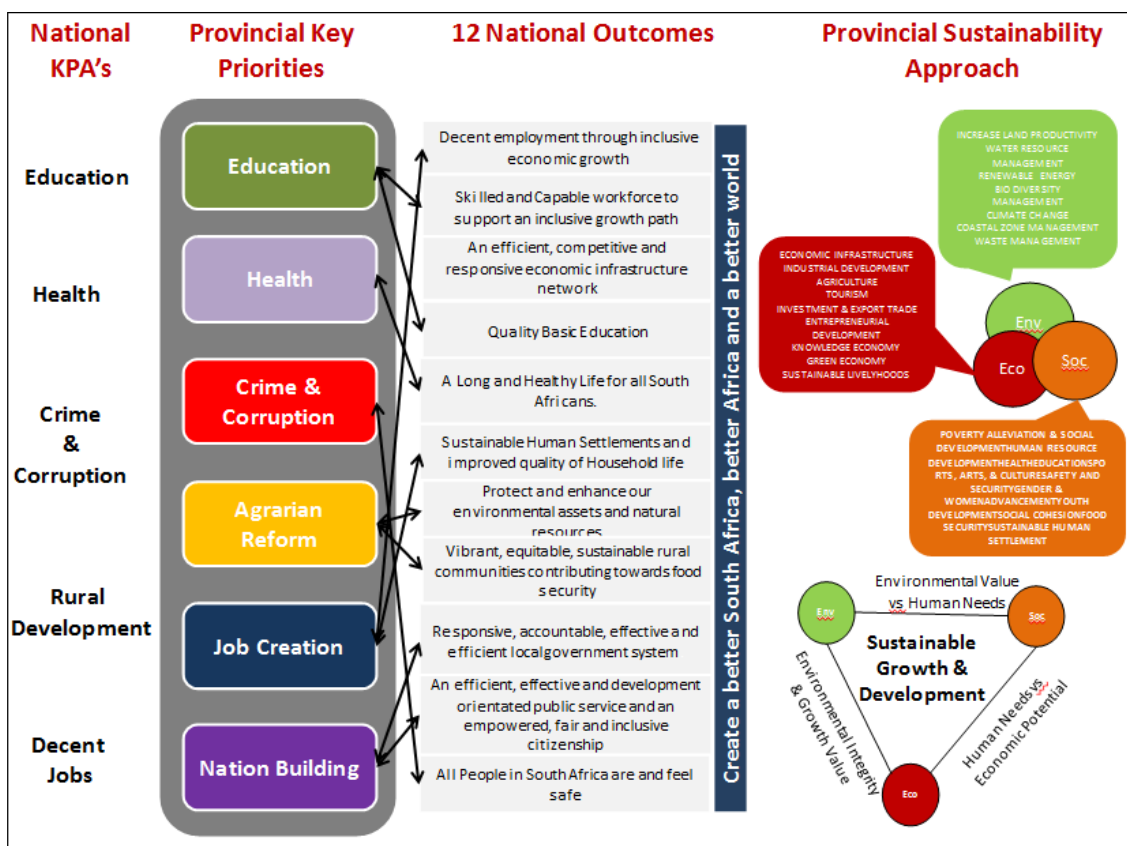 National
KPA's
Provincial Key
Priorities
12 National Outcomes
Provincial Sustainability
Approach
Education
Health
Crime
&
Corruption
Rural
Development
Decent
Jobs
Education
Health
Crime &
Corruption
Agrarian
Reform
Job Creation
Nation Building
Decent employment through inclusive
economic growth
Skilled and Capable workforce to
support an inclusive growth path
An efficient, competitive and
responsive economic infrastructure
network
Quality Basic Education
A Long and Healthy Life for all South
Africans.
Sustainable Human Settlements and
improved quality of Household life
Protect and enhance our
environmental assets and natural
resources
Vibrant, equitable, sustainable rural
communities contributing towards food
security
Responsive, accountable, effective and
efficient local government system
An efficient, effective and development
orientated public service and an
empowered, fair and inclusive
citizenship
All People in South Africa are and feel
safe
Create a better South Africa, better Africa and a better world
INCREASE LAND PRODUCTIVITY
WATER RESOURCE
MANAGEMENT
RENEWABLE ENERGY
BIO DIVERSITY
MANAGEMENT
CLIMATE CHANGE
COASTAL ZONE MANAGEMENT
WASTE MANAGEMENT
ECONOMIC INFRASTRUCTURE
INDUSTRIAL DEVELOPMENT
AGRICULTURE
TOURISM
INVESTMENT & EXPORT TRADE
ENTREPRENEURIAL
DEVELOPMENT
KNOWLEDGE ECONOMY
GREEN ECONOMY
SUSTAINABLE LIVELYHOODS
Env
Eco
Soc
POVERTY ALLEVIATION & SOCIAL
DEVELOPMENTHUMAN RESOURCE
DEVELOPMENTHEALTHEDUCATIONSPO
RTS, ARTS, & CULTURESAFETY AND
SECURITYGENDER &
WOMENADVANCEMENTYOUTH
DEVELOPMENTSOCIAL COHESIONFOOD
SECURITYSUSTAINABLE HUMAN
SETTLEMENT
Environmental Value
vs Human Needs
Env
Soc
Sustainable
Growth &
Development
Environmental Integrity
& Growth Value
Human Needs vs
Economic Potential
Eco